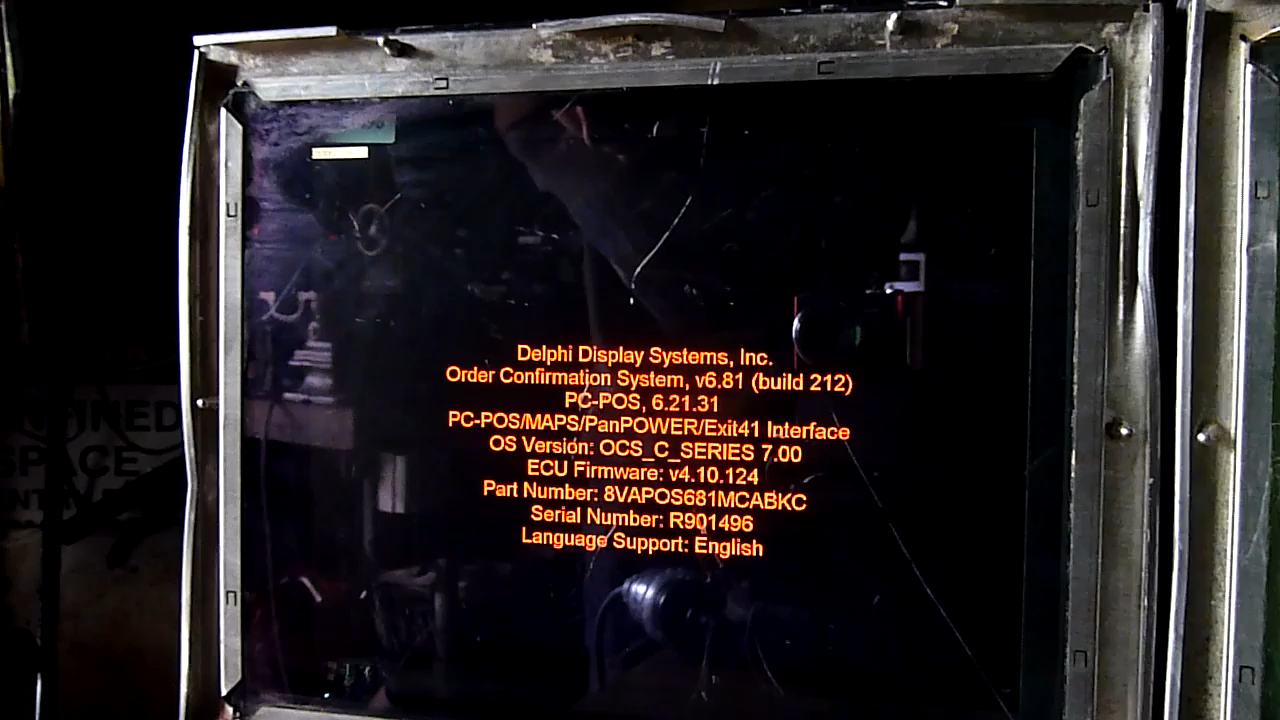 Delphi Display Systems, Inc.
Order Confirmation System, v6.81 (build 212)
PC-POS, 6.21.31
PC-POS/MAPS/PanPOWER/Exit41 Interface
OS Version: OCS_C_SERIES 7.00
ECU Firmware: v4.10.124
Part Number: 8VAPOS681MCABKC
Serial Number: R901496
Language Support: English
SPACE